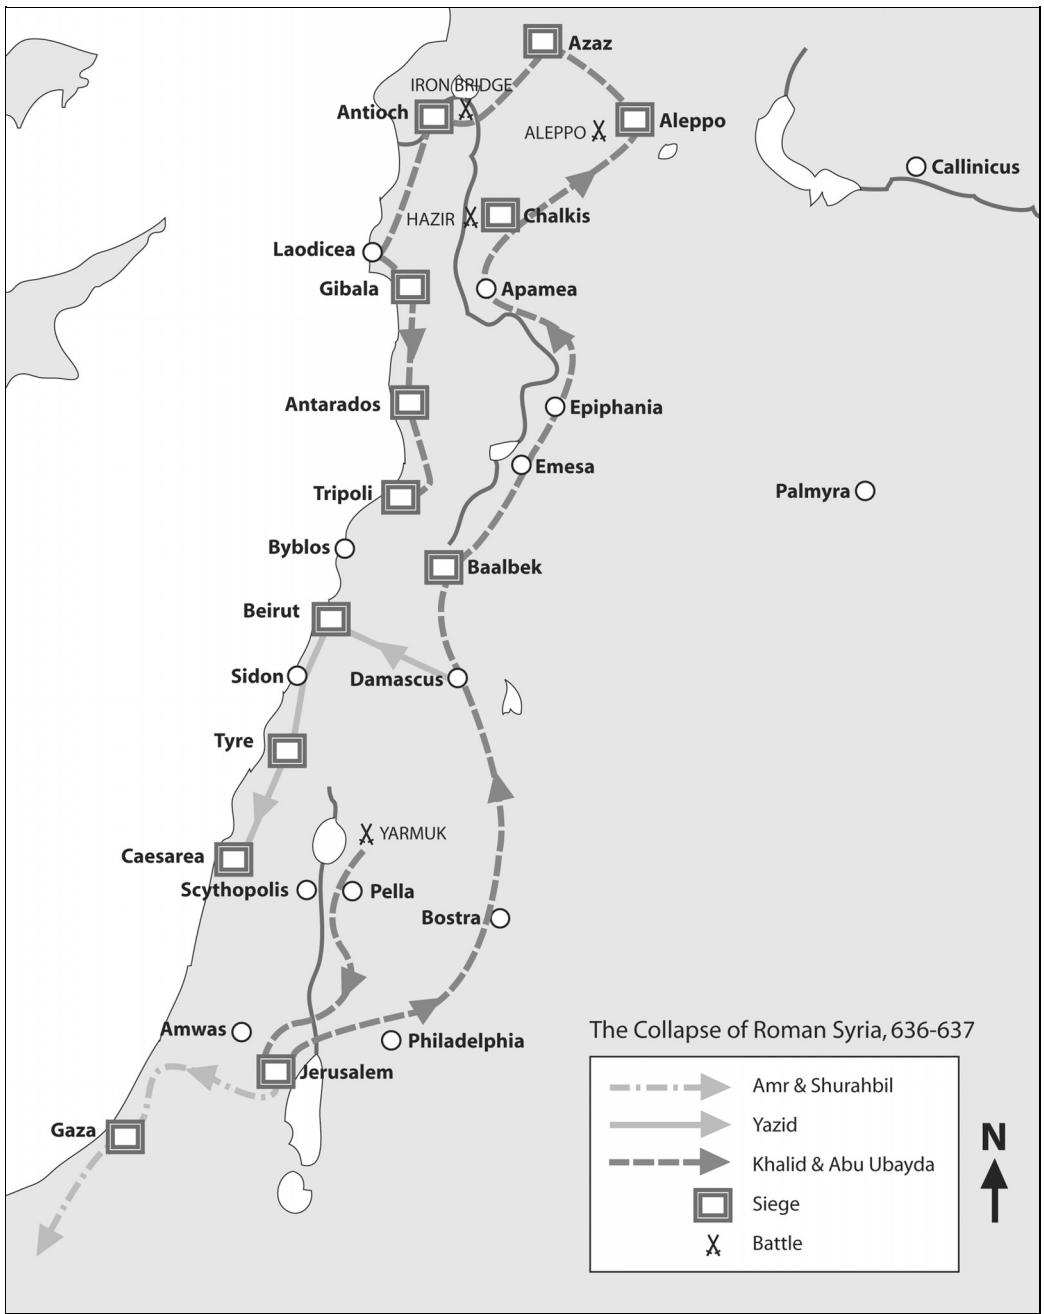 Azaz
IRON BRIDGE
Antioch
ALEPPO
Aleppo
Callinicus
HAZIR
Chalkis
Laodicea
Gibala
Apamea
Antarados
Epiphania
Emesa
Tripoli
Palmyra
Byblos
Baalbek
Beirut
Sidon
Damascus
Tyre
YARMUK
Caesarea
Scythopolis
Pella
Bostra
Amwas
Philadelphia
Jerusalem
Gaza
The Collapse of Roman Syria, 636-637
Amr & Shurahbil
Yazid
Khalid & Abu Ubayda
Siege
Battle
N